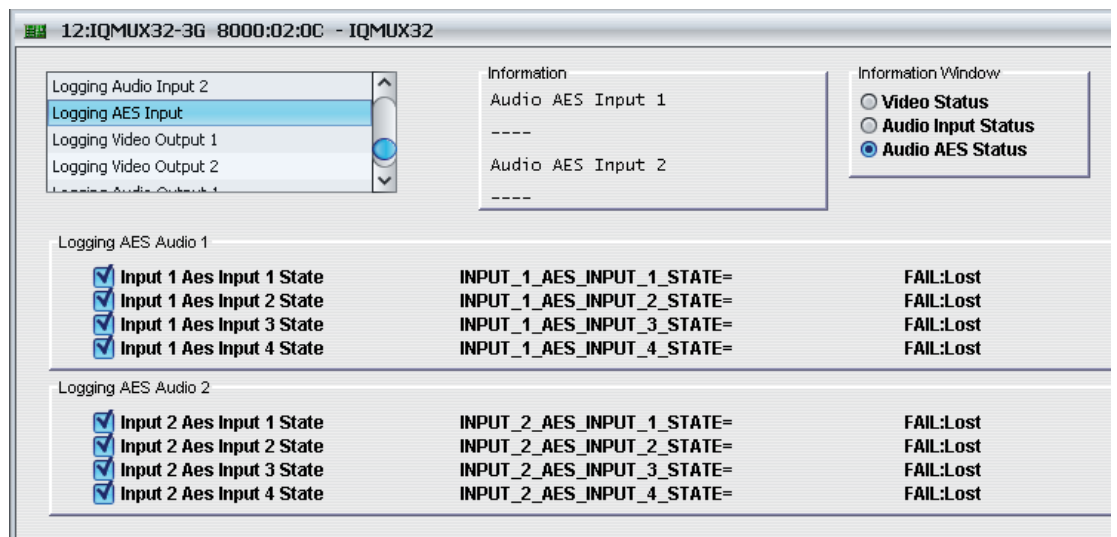 12:IQMUX32-3G 8000:02:0C - IQMUX32
Logging Audio Input 2
Logging AES Input
Logging Video Output 1
Logging Video Output 2
Logging Audio Output 1
Information
Audio AES Input 1
----
Audio AES Input 2
----
Information Window
Video Status
Audio Input Status
Audio AES Status
Logging AES Audio 1
Input 1 Aes Input 1 State INPUT_1_AES_INPUT_1_STATE= FAIL:Lost
Input 1 Aes Input 2 State INPUT_1_AES_INPUT_2_STATE= FAIL:Lost
Input 1 Aes Input 3 State INPUT_1_AES_INPUT_3_STATE= FAIL:Lost
Input 1 Aes Input 4 State INPUT_1_AES_INPUT_4_STATE= FAIL:Lost
Logging AES Audio 2
Input 2 Aes Input 1 State INPUT_2_AES_INPUT_1_STATE= FAIL:Lost
Input 2 Aes Input 2 State INPUT_2_AES_INPUT_2_STATE= FAIL:Lost
Input 2 Aes Input 3 State INPUT_2_AES_INPUT_3_STATE= FAIL:Lost
Input 2 Aes Input 4 State INPUT_2_AES_INPUT_4_STATE= FAIL:Lost